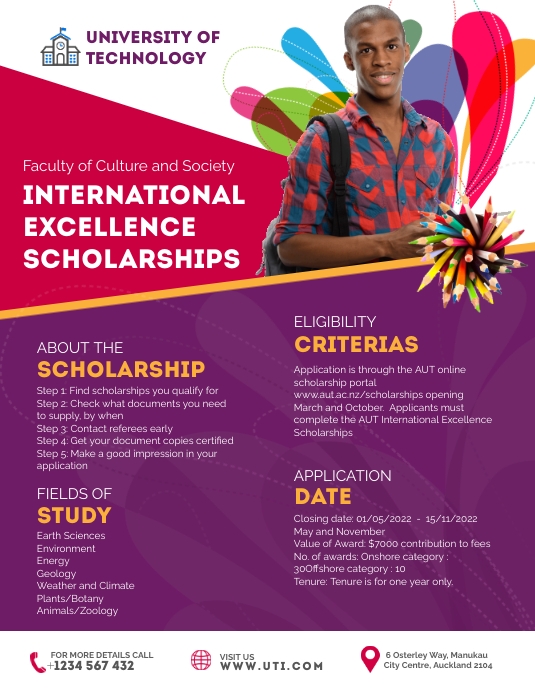 UNIVERSITY OF
TECHNOLOGY
Faculty of Culture and Society
INTERNATIONAL
EXCELLENCE
SCHOLARSHIPS
ABOUT THE
SCHOLARSHIP
Step 1: Find scholarships you qualify for
Step 2: Check what documents you need
to supply, by when
Step 3: Contact referees early
Step 4: Get your document copies certified
Step 5: Make a good impression in your
application
FIELDS OF
STUDY
Earth Sciences
Environment
Energy
Geology
Weather and Climate
Plants/Botany
Animals/Zoology
ELIGIBILITY
CRITERIAS
Application is through the AUT online
scholarship portal
www.aut.ac.nz/scholarships opening
March and October.  Applicants must
complete the AUT International Excellence
Scholarships
APPLICATION
DATE
Closing date: 01/05/2022  -  15/11/2022
May and November
Value of Award: $7000 contribution to fees
No. of awards: Onshore category :
30Offshore category : 10
Tenure: Tenure is for one year only.
FOR MORE DETAILS CALL
+1234 567 432
VISIT US
WWW.UTI.COM
6 Osterley Way, Manukau
City Centre, Auckland 2104